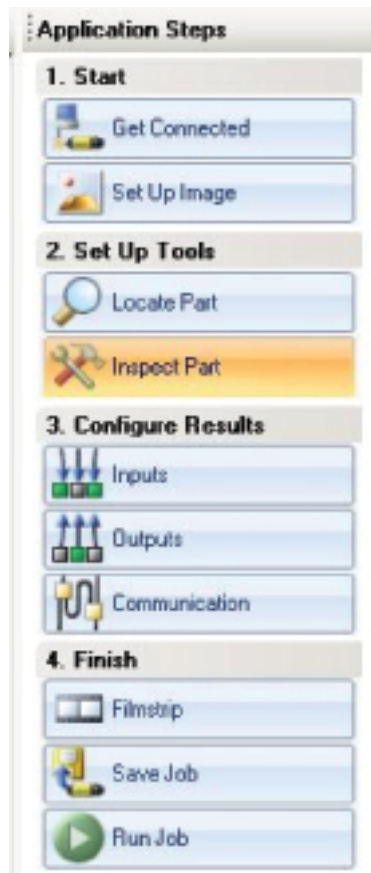 Application Steps
1. Start
Get Connected
Set Up Image
2. Set Up Tools
Locate Part
Inspect Part
3. Configure Results
Inputs
Outputs
Communication
4. Finish
Filmstrip
Save Job
Run Job